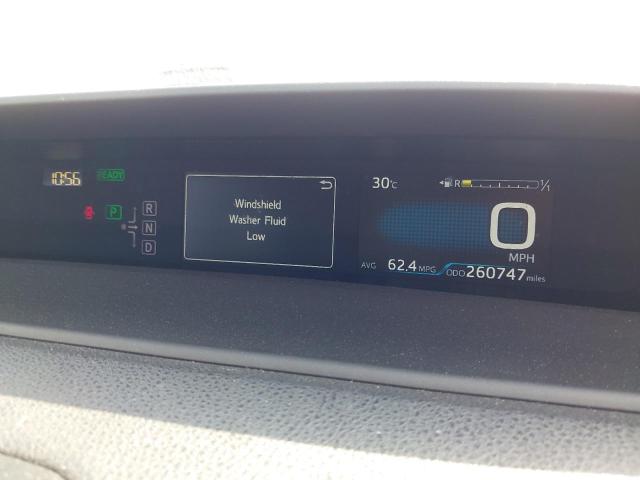 10:56 READY
P
R
N
D
Windshield
Washer Fluid
Low
30°C
R 1/1
0
MPH
AVG 62.4 MPG ODO 260747 miles